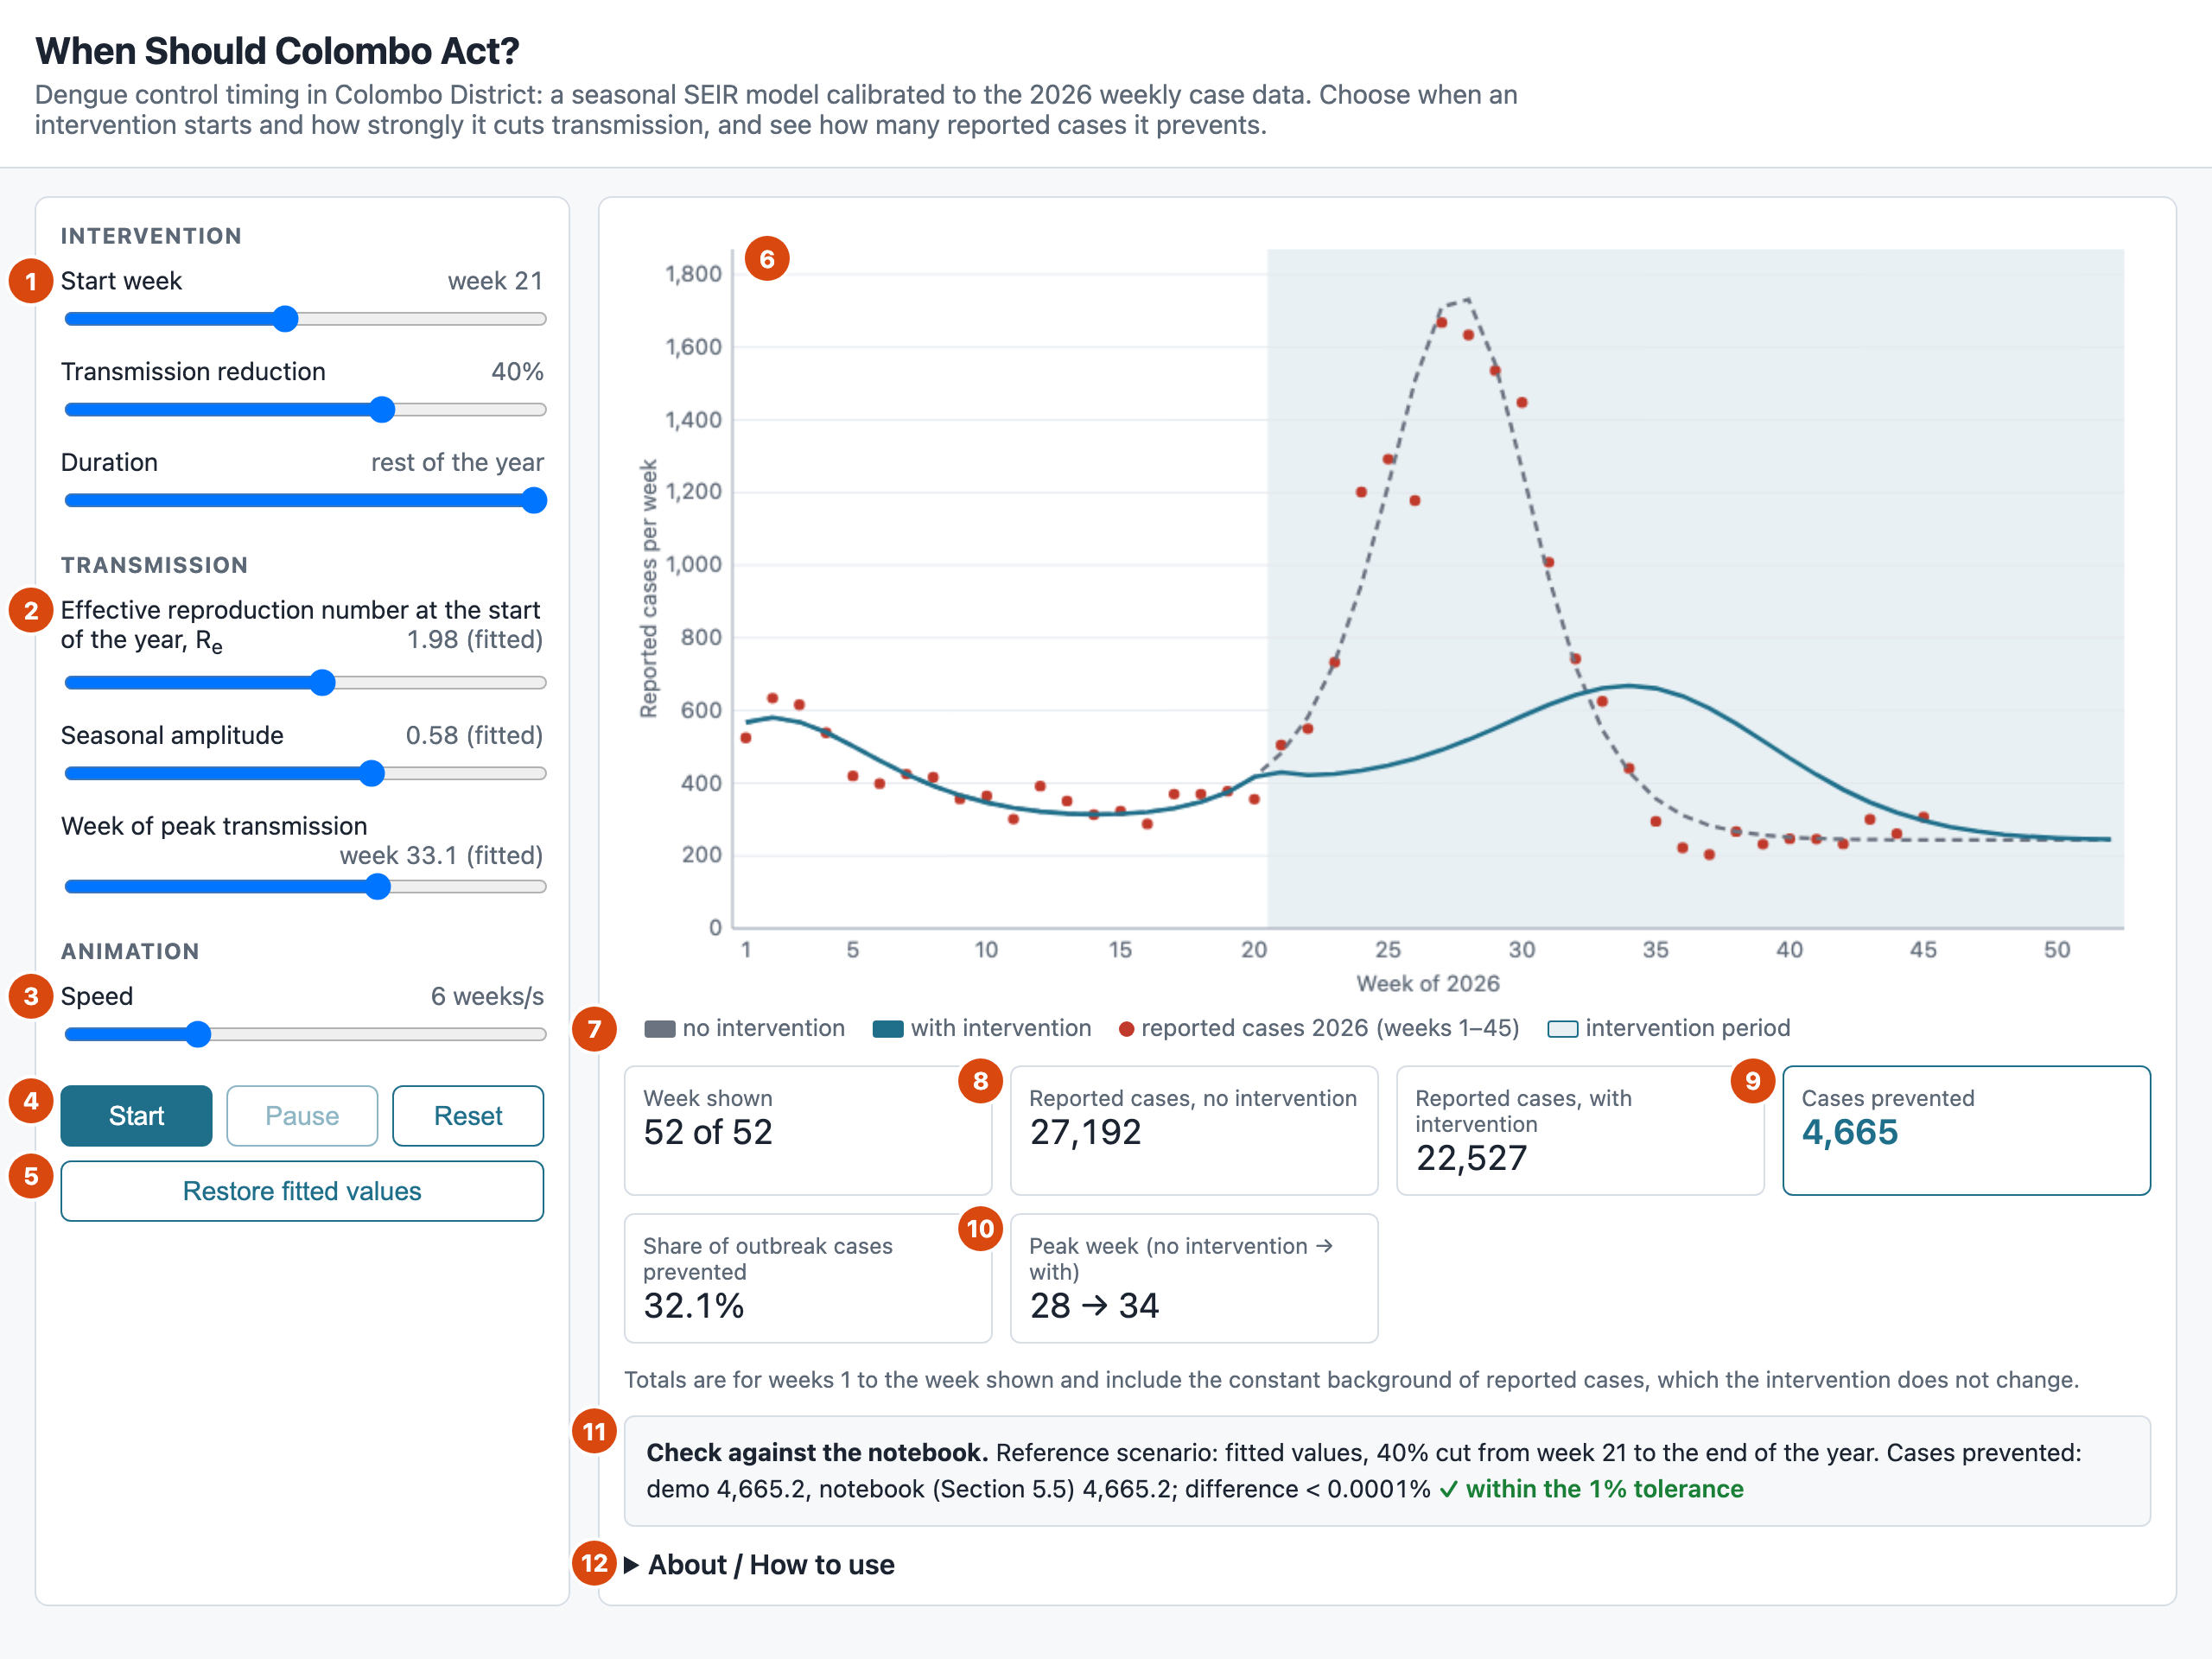 When Should Colombo Act?
Dengue control timing in Colombo District: a seasonal SEIR model calibrated to the 2026 weekly case data. Choose when an
intervention starts and how strongly it cuts transmission, and see how many reported cases it prevents.
INTERVENTION
1 Start week week 21
Transmission reduction 40%
Duration rest of the year
TRANSMISSION
2 Effective reproduction number at the start
of the year, Re 1.98 (fitted)
Seasonal amplitude 0.58 (fitted)
Week of peak transmission
week 33.1 (fitted)
ANIMATION
3 Speed 6 weeks/s
4 Start Pause Reset
5 Restore fitted values
6
Reported cases per week
1,800
1,600
1,400
1,200
1,000
800
600
400
200
0
1 5 10 15 20 25 30 35 40 45 50
Week of 2026
7 no intervention with intervention reported cases 2026 (weeks 1–45) intervention period
Week shown
52 of 52
8
Reported cases, no intervention
27,192
Reported cases, with
intervention
22,527
9
Cases prevented
4,665
Share of outbreak cases
prevented
32.1%
10
Peak week (no intervention →
with)
28 → 34
Totals are for weeks 1 to the week shown and include the constant background of reported cases, which the intervention does not change.
11
Check against the notebook. Reference scenario: fitted values, 40% cut from week 21 to the end of the year. Cases prevented:
demo 4,665.2, notebook (Section 5.5) 4,665.2; difference < 0.0001% ✓ within the 1% tolerance
12 ▶ About / How to use